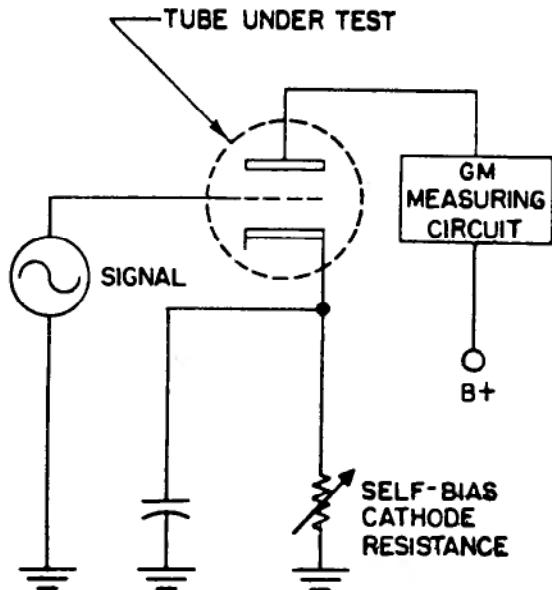 TUBE UNDER TEST
GM
MEASURING
CIRCUIT
SIGNAL
B+
SELF-BIAS
CATHODE
RESISTANCE